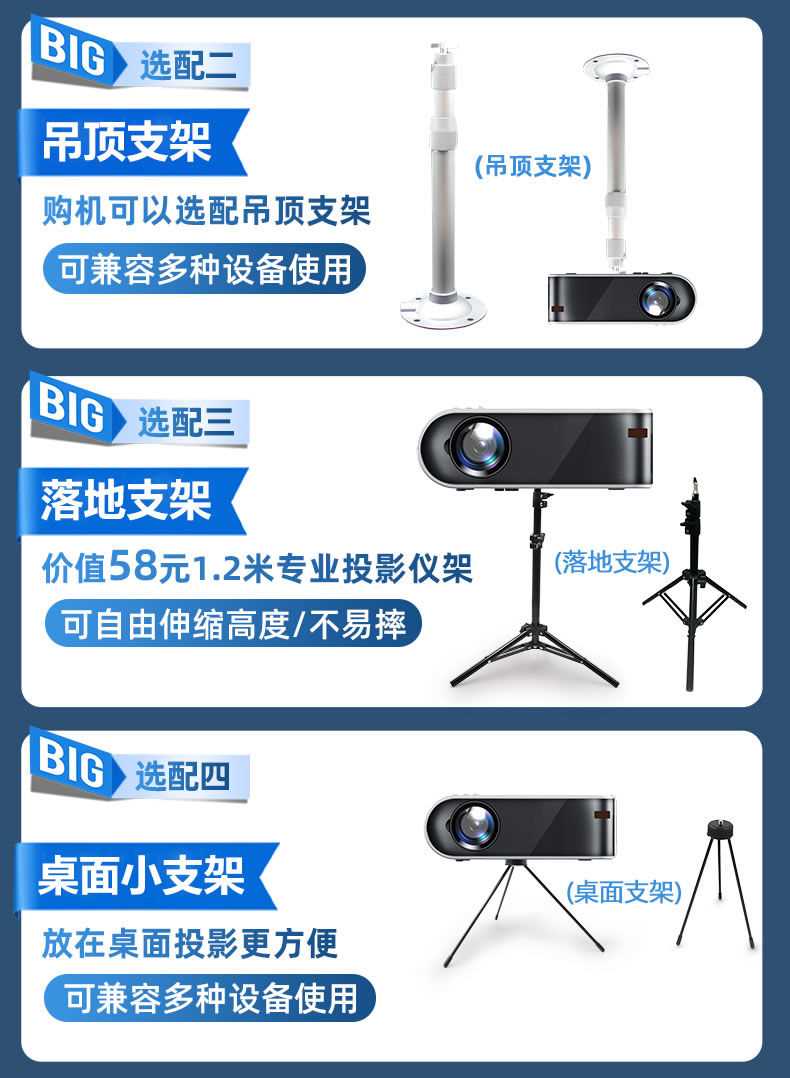 BIG 选配二
吊顶支架
购机可以选配吊顶支架
可兼容多种设备使用
(吊顶支架)
BIG 选配三
落地支架
价值58元1.2米专业投影仪架
可自由伸缩高度/不易摔
(落地支架)
BIG 选配四
桌面小支架
放在桌面投影更方便
可兼容多种设备使用
(桌面支架)